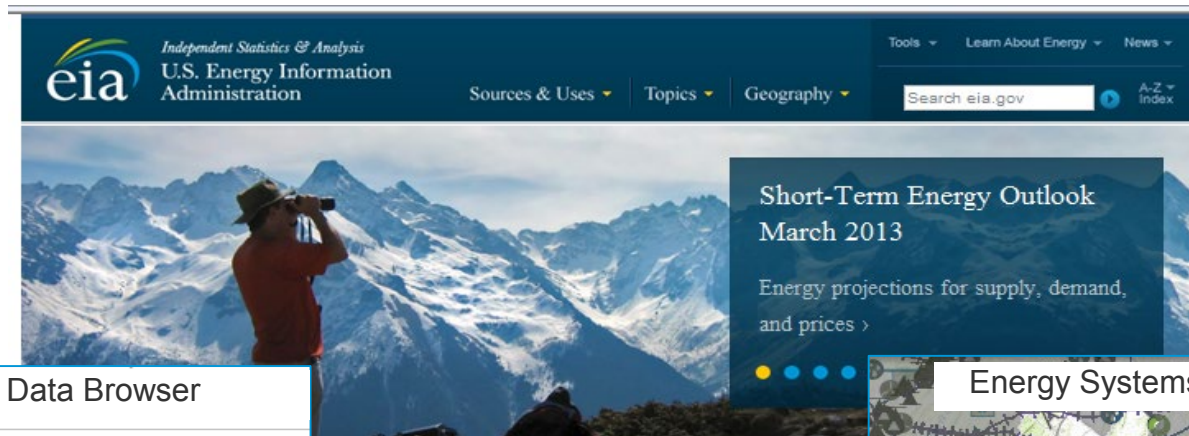 Independent Statistics & Analysis
U.S. Energy Information
Administration
eia
Tools
Learn About Energy
News
Sources & Uses
Topics
Geography
Search eia.gov
A-Z
Index
Short-Term Energy Outlook
March 2013
Energy projections for supply, demand,
and prices ›
Data Browser
Energy Systems